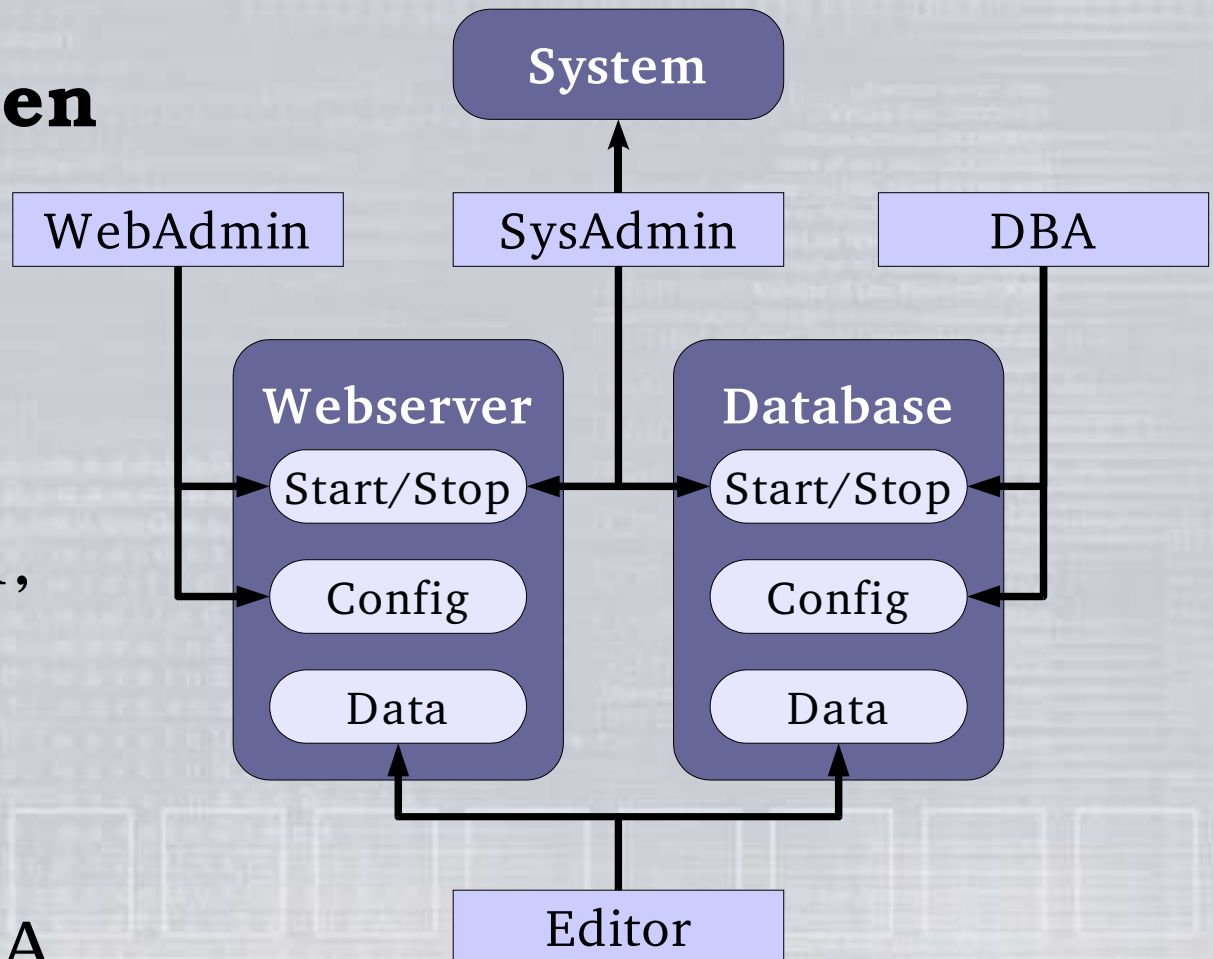 System
en
WebAdmin
SysAdmin
DBA
Webserver
Database
Start/Stop
Start/Stop
,
Config
Config
Data
Data
Editor
A